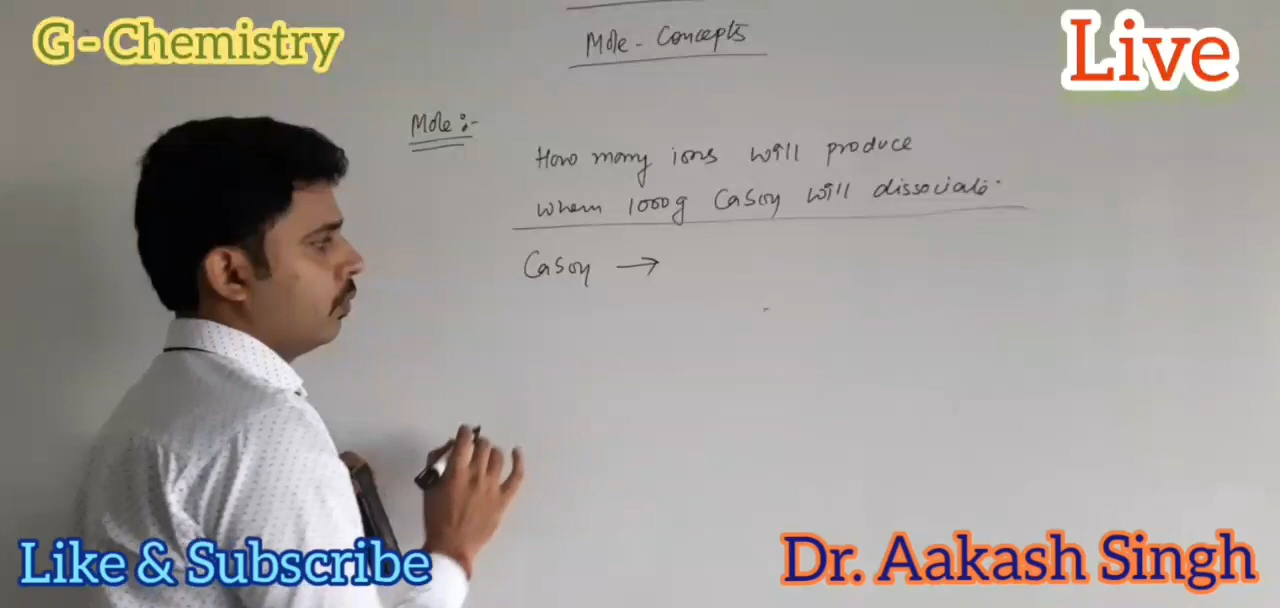 G - Chemistry
Live
Mole - Concepts
Mole :-
How many ions will produce
when 1000g CaSO4 will dissociate.
CaSO4 →
Like & Subscribe
Dr. Aakash Singh